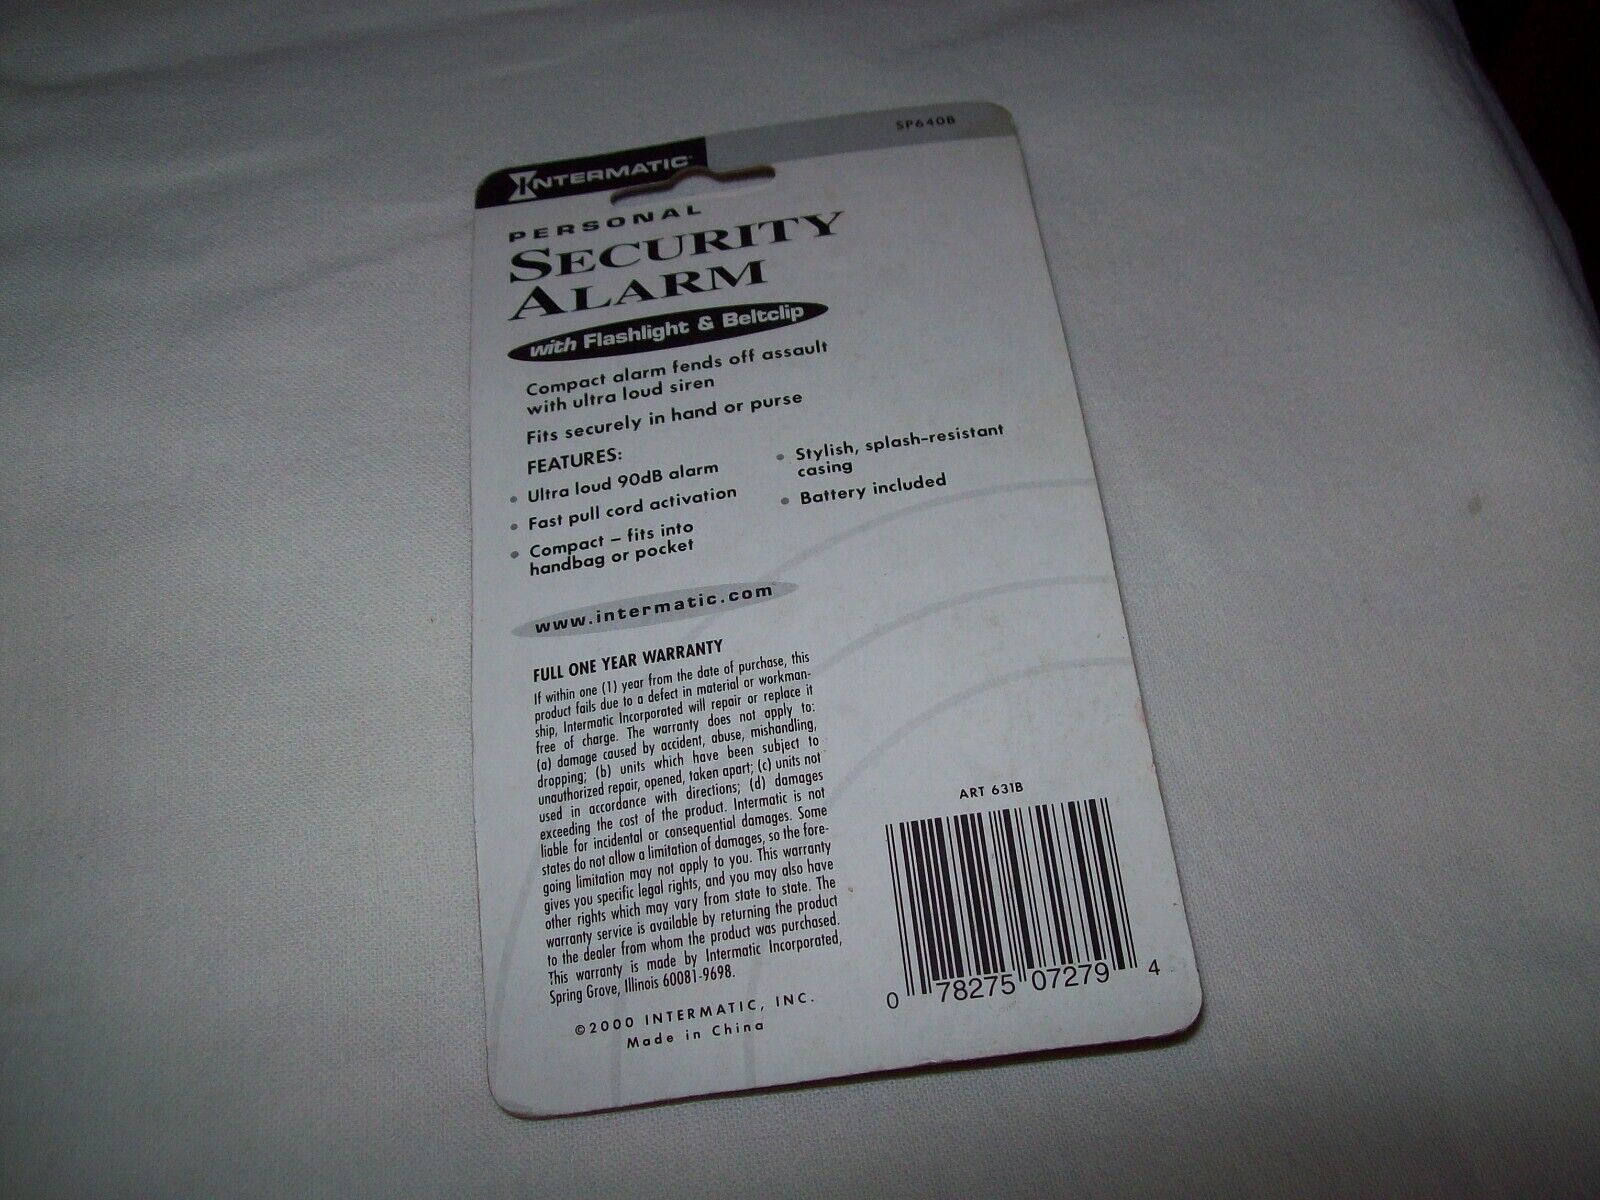 INTERMATIC
SP640B
PERSONAL
SECURITY
ALARM
with Flashlight & Beltclip
Compact alarm fends off assault
with ultra loud siren
Fits securely in hand or purse
FEATURES:
• Ultra loud 90dB alarm
• Fast pull cord activation
• Compact – fits into
handbag or pocket
• Stylish, splash-resistant
casing
• Battery included
www.intermatic.com
FULL ONE YEAR WARRANTY
If within one (1) year from the date of purchase, this
product fails due to a defect in material or workman-
ship, Intermatic Incorporated will repair or replace it
free of charge. The warranty does not apply to:
(a) damage caused by accident, abuse, mishandling,
dropping; (b) units which have been subject to
unauthorized repair, opened, taken apart; (c) units not
used in accordance with directions; (d) damages
exceeding the cost of the product. Intermatic is not
liable for incidental or consequential damages. Some
states do not allow a limitation of damages, so the fore-
going limitation may not apply to you. This warranty
gives you specific legal rights, and you may also have
other rights which may vary from state to state. The
warranty service is available by returning the product
to the dealer from whom the product was purchased.
This warranty is made by Intermatic Incorporated,
Spring Grove, Illinois 60081-9698.
©2000 INTERMATIC, INC.
Made in China
ART 631B
0 78275 07279 4